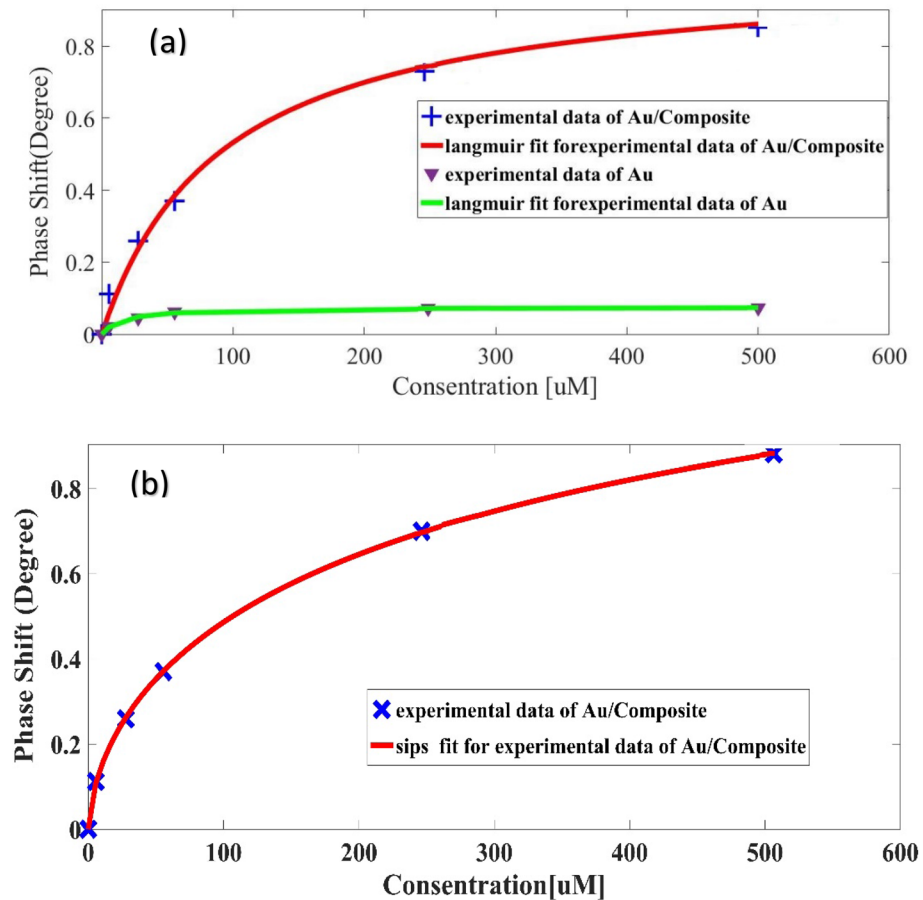 (a)
0.8
0.6
0.4
0.2
0
Phase Shift(Degree)
experimental data of Au/Composite
langmuir fit forexperimental data of Au/Composite
experimental data of Au
langmuir fit forexperimental data of Au
100
200
300
400
500
600
Consentration [uM]
(b)
0.8
0.6
0.4
0.2
0
Phase Shift (Degree)
experimental data of Au/Composite
sips fit for experimental data of Au/Composite
0
100
200
300
400
500
600
Consentration[uM]